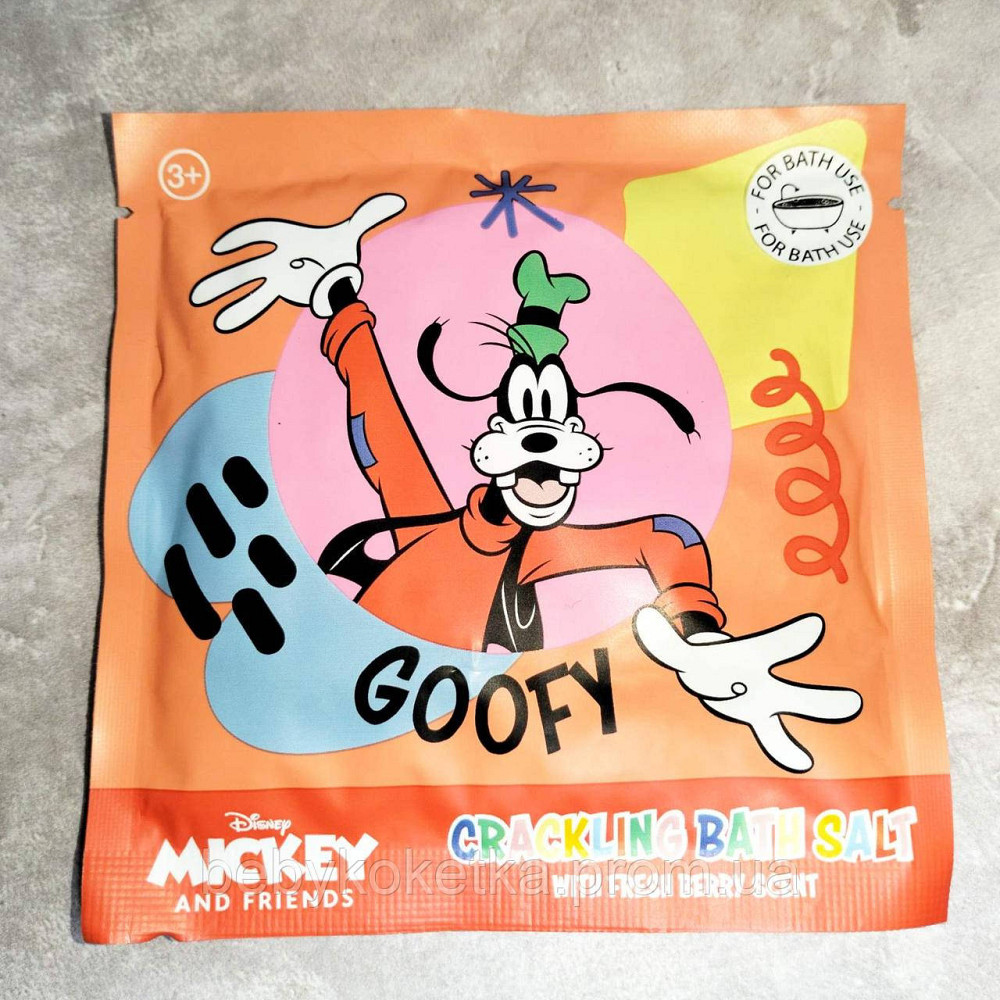 3+
- FOR BATH USE -
FOR BATH USE
GOOFY
Disney
MICKEY
AND FRIENDS
CRACKLING BATH SALT
WITH FRESH BERRY SCENT
bebykoketka.prom.ua